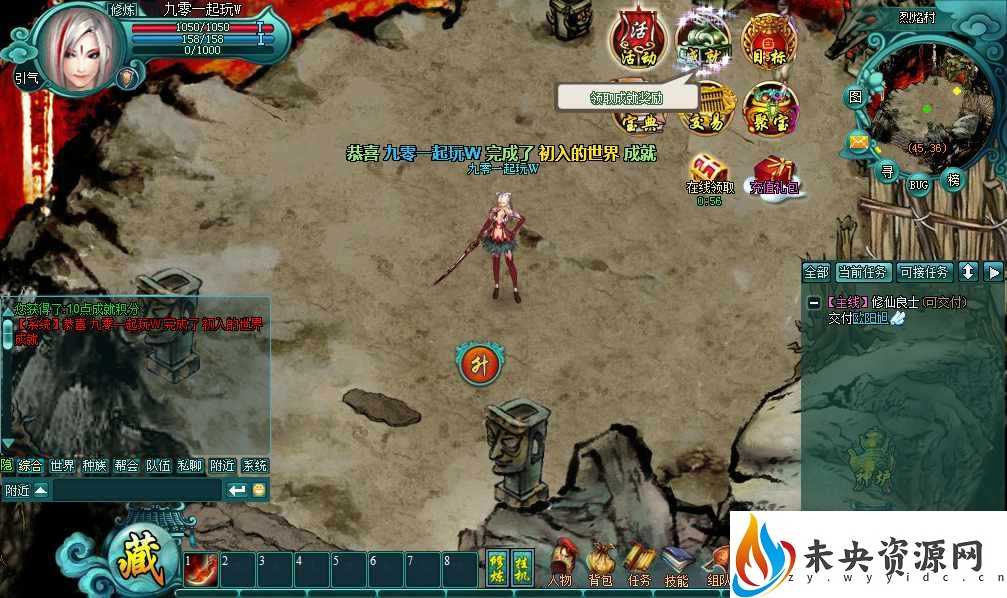 修炼 九零一起玩W
1050/1050
158/158
0/1000
引气
活动 成就 目标
领取成就奖励
宝典 交易 聚宝
在线领取 充值礼包
0:56
烈焰村
图
(45, 36)
寻 BUG 榜
恭喜 九零一起玩W 完成了 初入的世界 成就
九零一起玩W
全部 当前任务 可接任务
【主线】修仙良士(可交付)
交付欧阳旭
您获得了:10点成就积分
【系统】恭喜 九零一起玩W 完成了 初入的世界
成就
升
隐 综合 世界 种族 帮会 队伍 私聊 附近 系统
附近
藏
1 2 3 4 5 6 7 8
修炼 挂机
人物 背包 任务 技能 组队
未央资源网
zy.wyyidc.cn